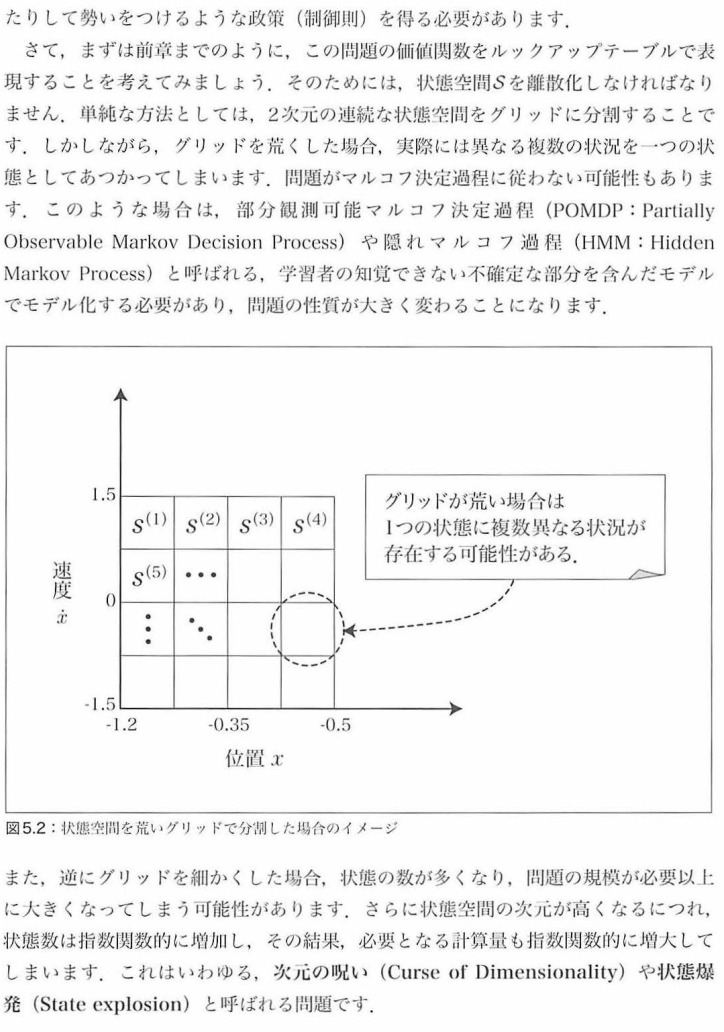 たりして勢いをつけるような政策（制御則）を得る必要があります．
さて，まずは前章までのように，この問題の価値関数をルックアップテーブルで表
現することを考えてみましょう．そのためには，状態空間Sを離散化しなければなり
ません．単純な方法としては，2次元の連続な状態空間をグリッドに分割することで
す．しかしながら，グリッドを荒くした場合，実際には異なる複数の状況を一つの状
態としてあつかってしまいます．問題がマルコフ決定過程に従わない可能性もありま
す．このような場合は，部分観測可能マルコフ決定過程（POMDP：Partially
Observable Markov Decision Process）や隠れマルコフ過程（HMM：Hidden
Markov Process）と呼ばれる，学習者の知覚できない不確定な部分を含んだモデル
でモデル化する必要があり，問題の性質が大きく変わることになります．
グリッドが荒い場合は
1つの状態に複数異なる状況が
存在する可能性がある．
1.5
S(1) S(2) S(3) S(4)
S(5) •••
速度 ẋ
0
-1.5
-1.2 -0.35 -0.5
位置 x
図5.2：状態空間を荒いグリッドで分割した場合のイメージ
また，逆にグリッドを細かくした場合，状態の数が多くなり，問題の規模が必要以上
に大きくなってしまう可能性があります．さらに状態空間の次元が高くなるにつれ，
状態数は指数関数的に増加し，その結果，必要となる計算量も指数関数的に増大して
しまいます．これはいわゆる，次元の呪い（Curse of Dimensionality）や状態爆
発（State explosion）と呼ばれる問題です．